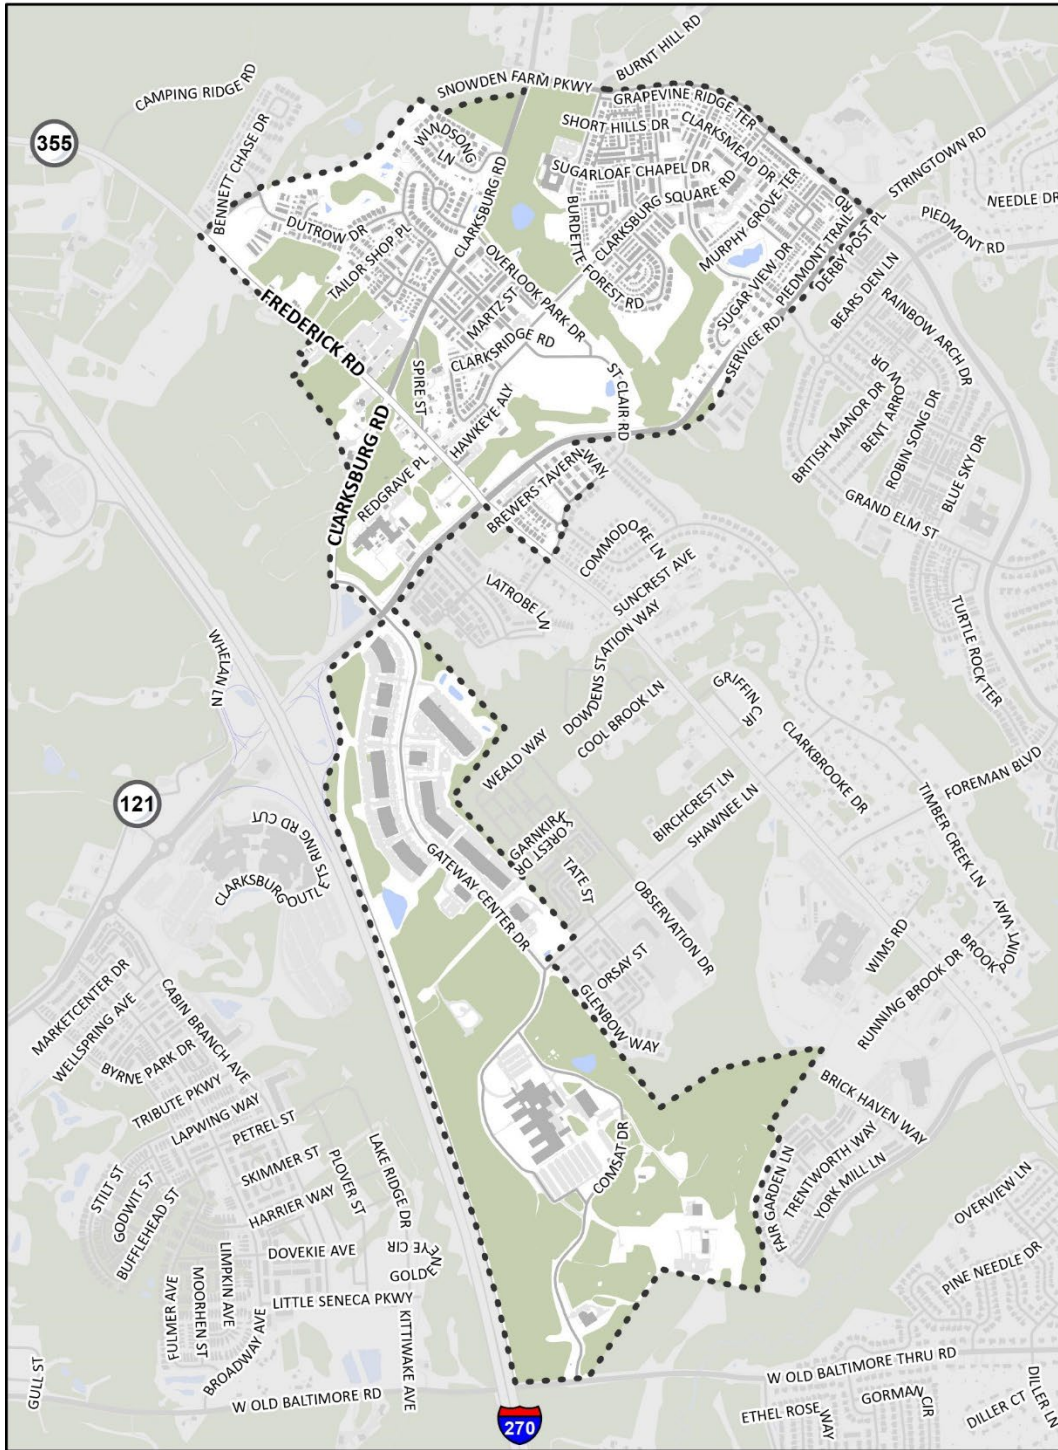 BURNT HILL RD
SNOWDEN FARM PKWY
CAMPING RIDGE RD
GRAPEVINE RIDGE TER
355
SHORT HILLS DR
CLARKSMEAD DR
WINDSONG
LN
BENNETT CHASE DR
STRINGTOWN RD
SUGARLOAF CHAPEL DR
CLARKSBURG RD
NEEDLE DR
CLARKSBURG SQUARE RD
BURDETTE FOREST RD
MURPHY GROVE TER
PIEDMONT RD
DUTROW DR
TAILOR SHOP PL
PIEDMONT TRAIL
RD
DERBY POST PL
SUGAR VIEW DR
OVERLOOK PARK DR
BEARS DEN LN
RAINBOW ARCH DR
MARTZ ST
FREDERICK RD
CLARKSRIDGE RD
SERVICE RD
SPIRE ST
ST CLAIR RD
HAWKEYE ALY
BRITISH MANOR DR
BENT ARROW DR
ROBIN SONG DR
BLUE SKY DR
CLARKSBURG RD
REDGRAVE PL
BREWERS TAVERN WAY
GRAND ELM ST
COMMODORE LN
SUNCREST AVE
LATROBE LN
TURTLE ROCK TER
WHELAN LN
DOWDENS STATION WAY
COOL BROOK LN
GRIFFIN CIR
WEALD WAY
CLARKBROOKE DR
FOREMAN BLVD
121
BIRCHCREST LN
SHAWNEE LN
TIMBER CREEK LN
GARNKIRK
FOREST DR
TATE ST
GATEWAY CENTER DR
CLARKSBURG
OUTLETS RING RD CUT
OBSERVATION DR
WIMS RD
BROOK
POINT WAY
RUNNING BROOK DR
ORSAY ST
GLENBOW WAY
MARKETCENTER DR
WELLSPRING AVE
CABIN BRANCH AVE
BYRNE PARK DR
TRIBUTE PKWY
LAPWING WAY
BRICK HAVEN WAY
PETREL ST
LAKE RIDGE DR
COMSAT DR
TRENTWORTH WAY
FAIR GARDEN LN
YORK MILL LN
SKIMMER ST
PLOVER ST
STILT ST
GODWIT ST
BUFFLEHEAD ST
HARRIER WAY
OVERVIEW LN
DOVEKIE AVE
GOLDENEYE CIR
PINE NEEDLE DR
LIMPKIN AVE
MOORHEN ST
FULMER AVE
LITTLE SENECA PKWY
BROADWAY AVE
KITTIWAKE AVE
GULL ST
W OLD BALTIMORE RD
W OLD BALTIMORE THRU RD
GORMAN CIR
DILLER CT
DILLER LN
ETHEL ROSE
WAY
270